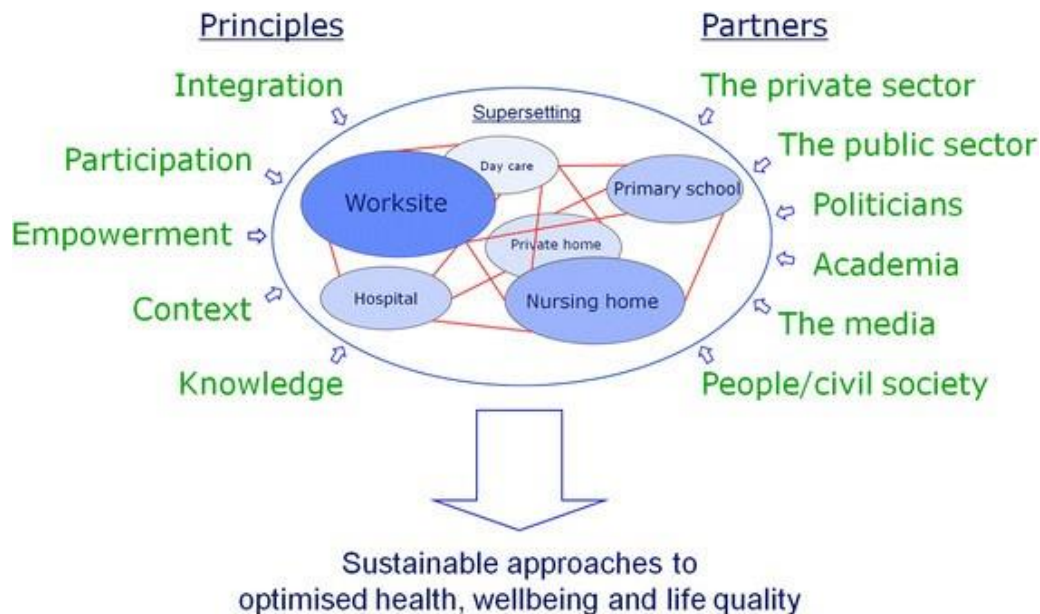 Principles
Partners
Integration
Participation
Empowerment
Context
Knowledge
Supersetting
Day care
Worksite
Primary school
Private home
Hospital
Nursing home
The private sector
The public sector
Politicians
Academia
The media
People/civil society
Sustainable approaches to
optimised health, wellbeing and life quality